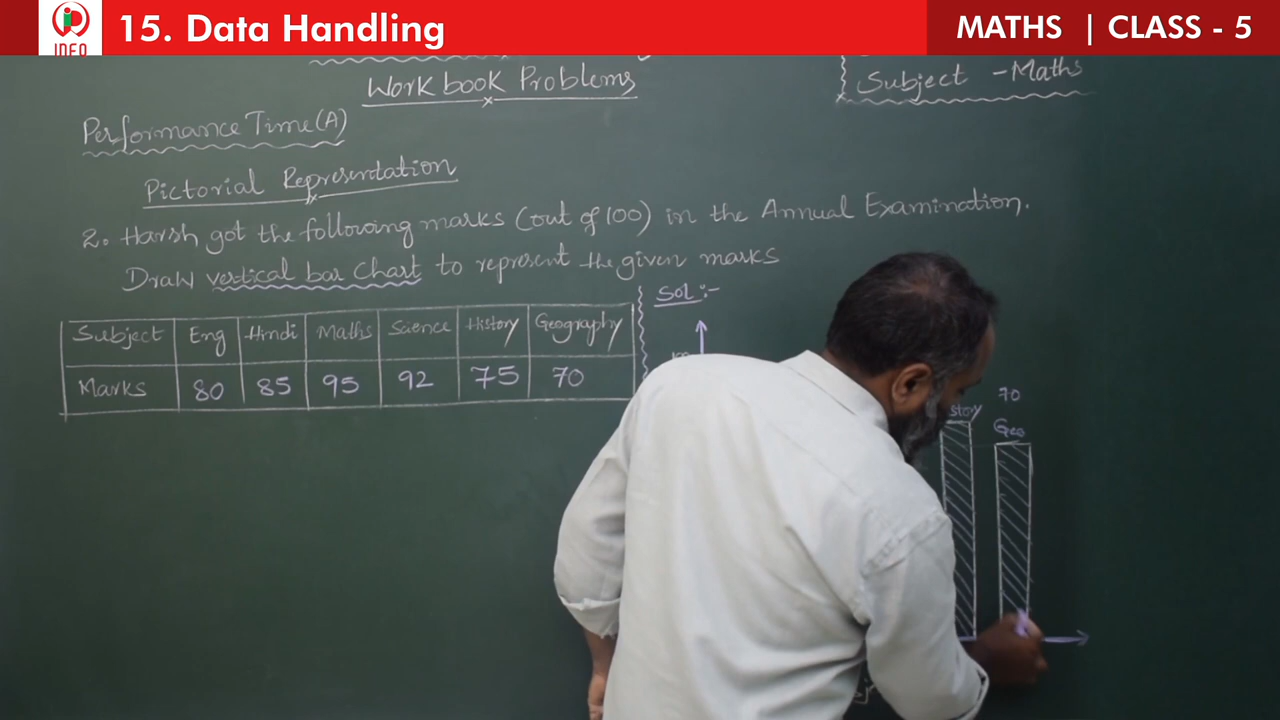 INFO
15. Data Handling
MATHS | CLASS - 5
Work book Problems
Subject - Maths
Performance Time (A)
Pictorial Representation
2. Harsh got the following marks (out of 100) in the Annual Examination.
Draw vertical bar Chart to represent the given marks
Subject Eng Hindi Maths Science History Geography
Marks 80 85 95 92 75 70
Sol :-
70
Geo